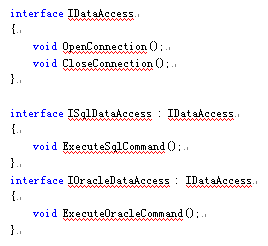 interface IDataAccess
{
    void OpenConnection();
    void CloseConnection();
}

interface ISqlDataAccess : IDataAccess
{
    void ExecuteSqlCommand();
}
interface IOracleDataAccess : IDataAccess
{
    void ExecuteOracleCommand();
}